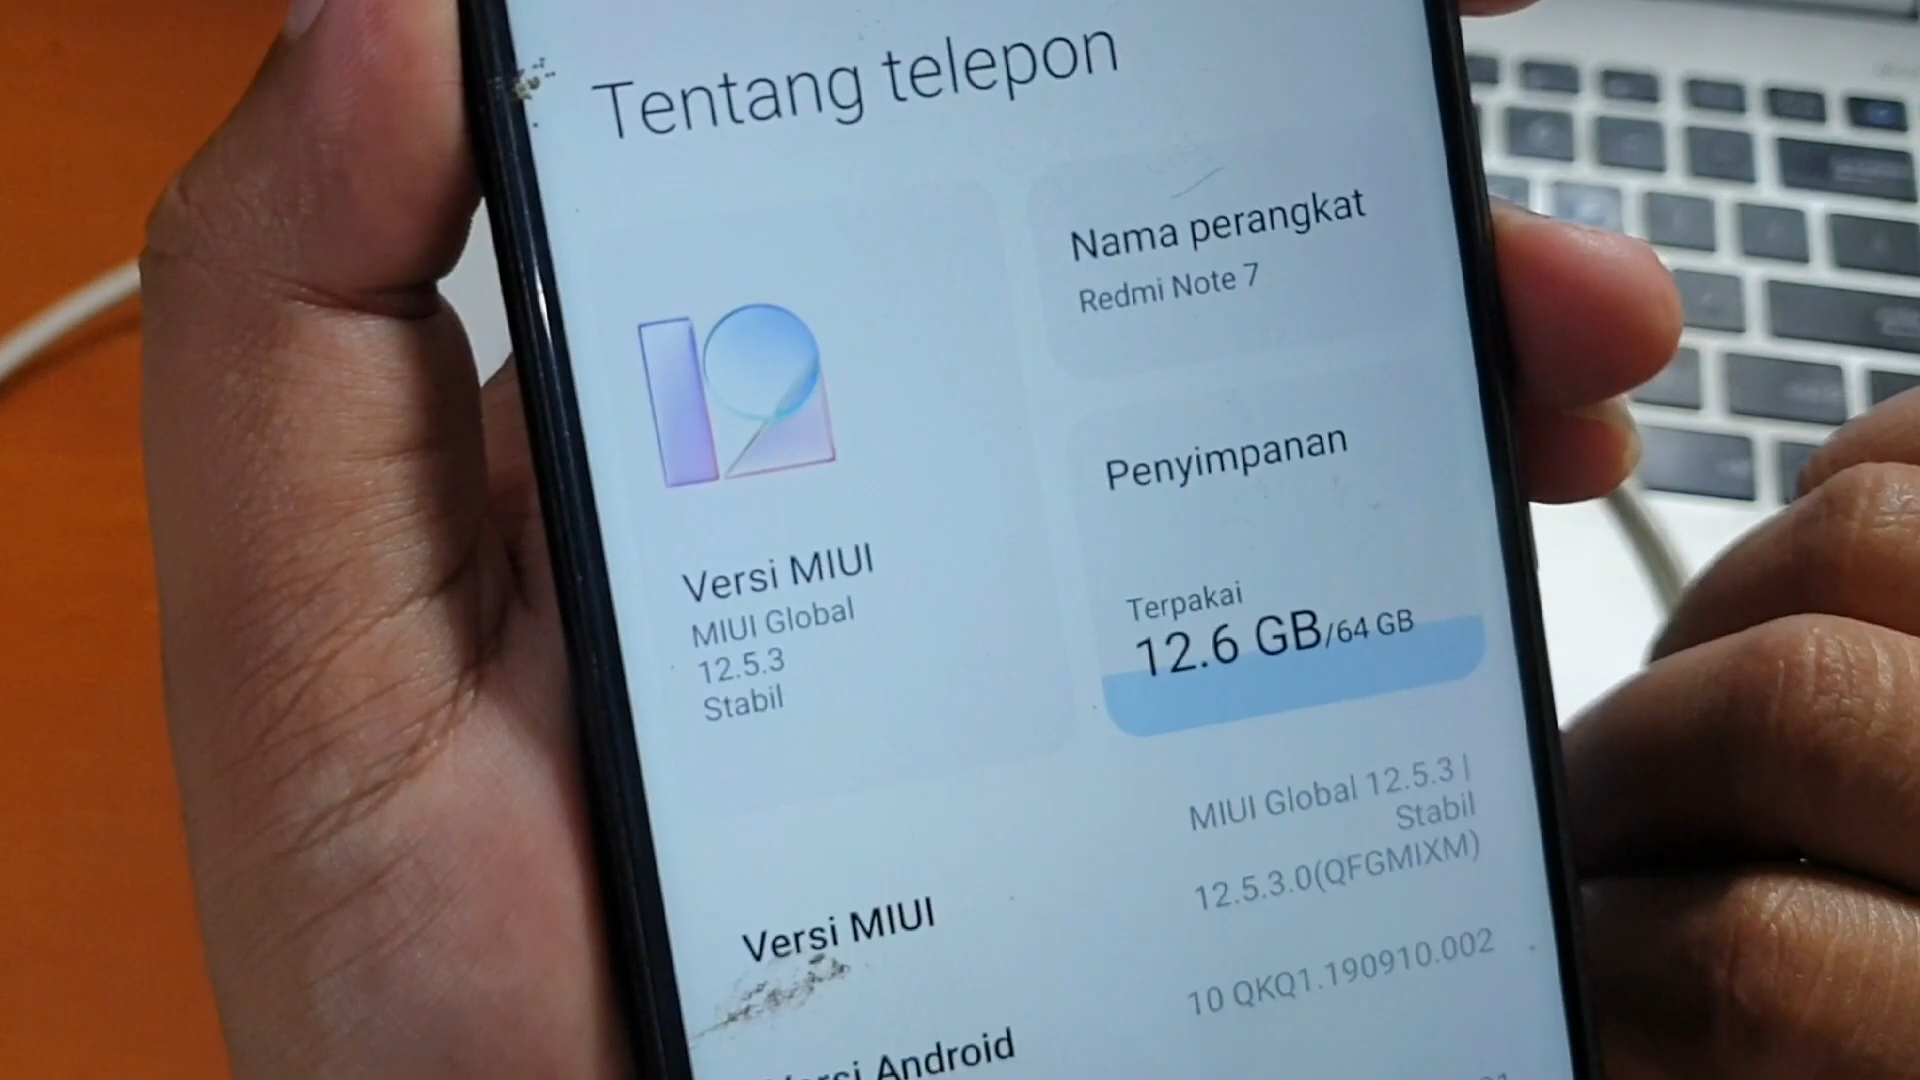 Tentang telepon
Nama perangkat
Redmi Note 7
12
Versi MIUI
MIUI Global
12.5.3
Stabil
Penyimpanan
Terpakai
12.6 GB/64 GB
Versi MIUI
MIUI Global 12.5.3 |
Stabil
12.5.3.0(QFGMIXM)
Versi Android
10 QKQ1.190910.002